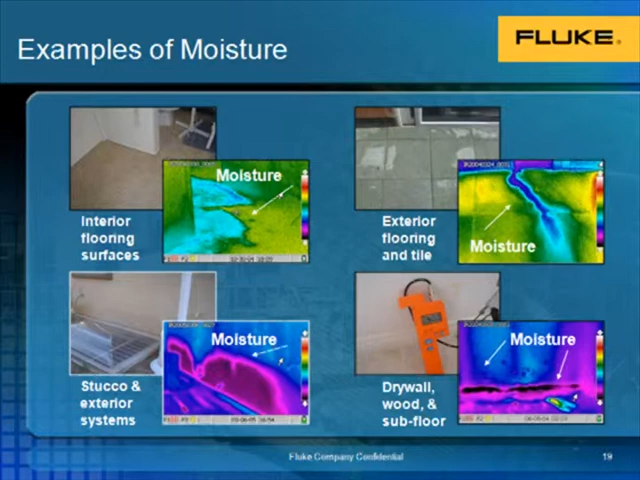 Examples of Moisture
FLUKE
Moisture
Interior
flooring
surfaces
Moisture
Exterior
flooring
and tile
Moisture
Stucco &
exterior
systems
Moisture
Drywall,
wood, &
sub-floor
Fluke Company Confidential
19